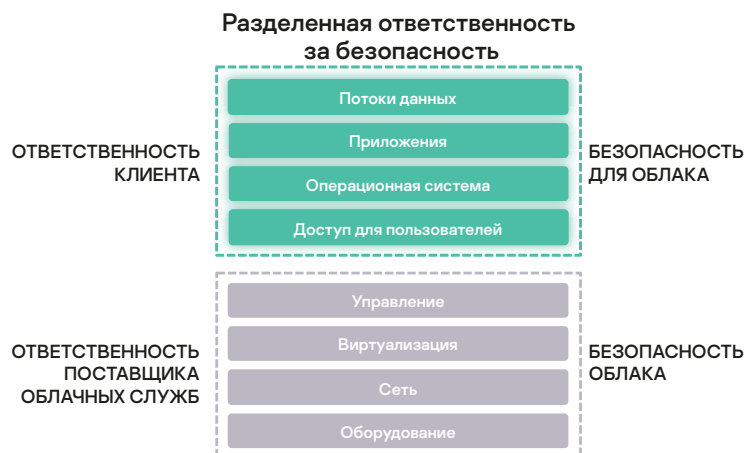 Разделенная ответственность
за безопасность
Потоки данных
Приложения
Операционная система
Доступ для пользователей
ОТВЕТСТВЕННОСТЬ
КЛИЕНТА
БЕЗОПАСНОСТЬ
ДЛЯ ОБЛАКА
Управление
Виртуализация
Сеть
Оборудование
ОТВЕТСТВЕННОСТЬ
ПОСТАВЩИКА
ОБЛАЧНЫХ СЛУЖБ
БЕЗОПАСНОСТЬ
ОБЛАКА